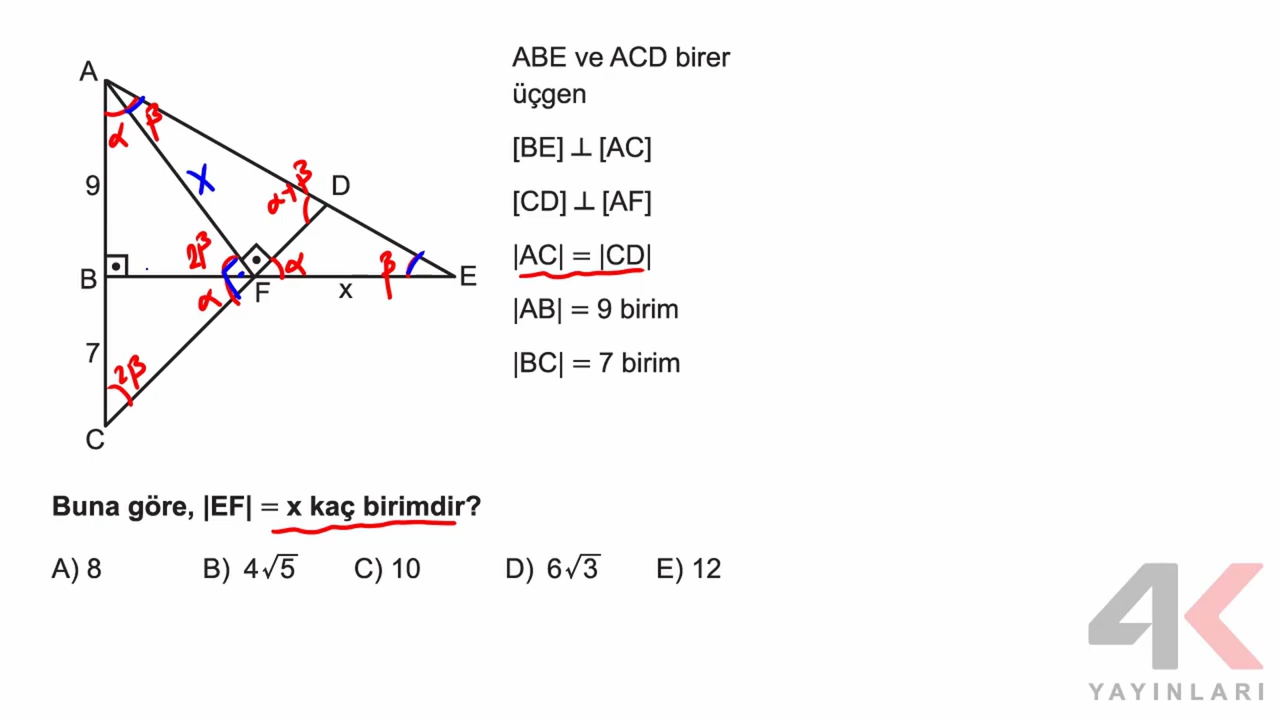 ABE ve ACD birer
üçgen
[BE] ⊥ [AC]
[CD] ⊥ [AF]
|AC| = |CD|
|AB| = 9 birim
|BC| = 7 birim
A
α
β
9
x
α+β
D
2β
α
β
B
F
x
E
α
7
2β
C
Buna göre, |EF| = x kaç birimdir?
A) 8 B) 4√5 C) 10 D) 6√3 E) 12
4K
YAYINLARI